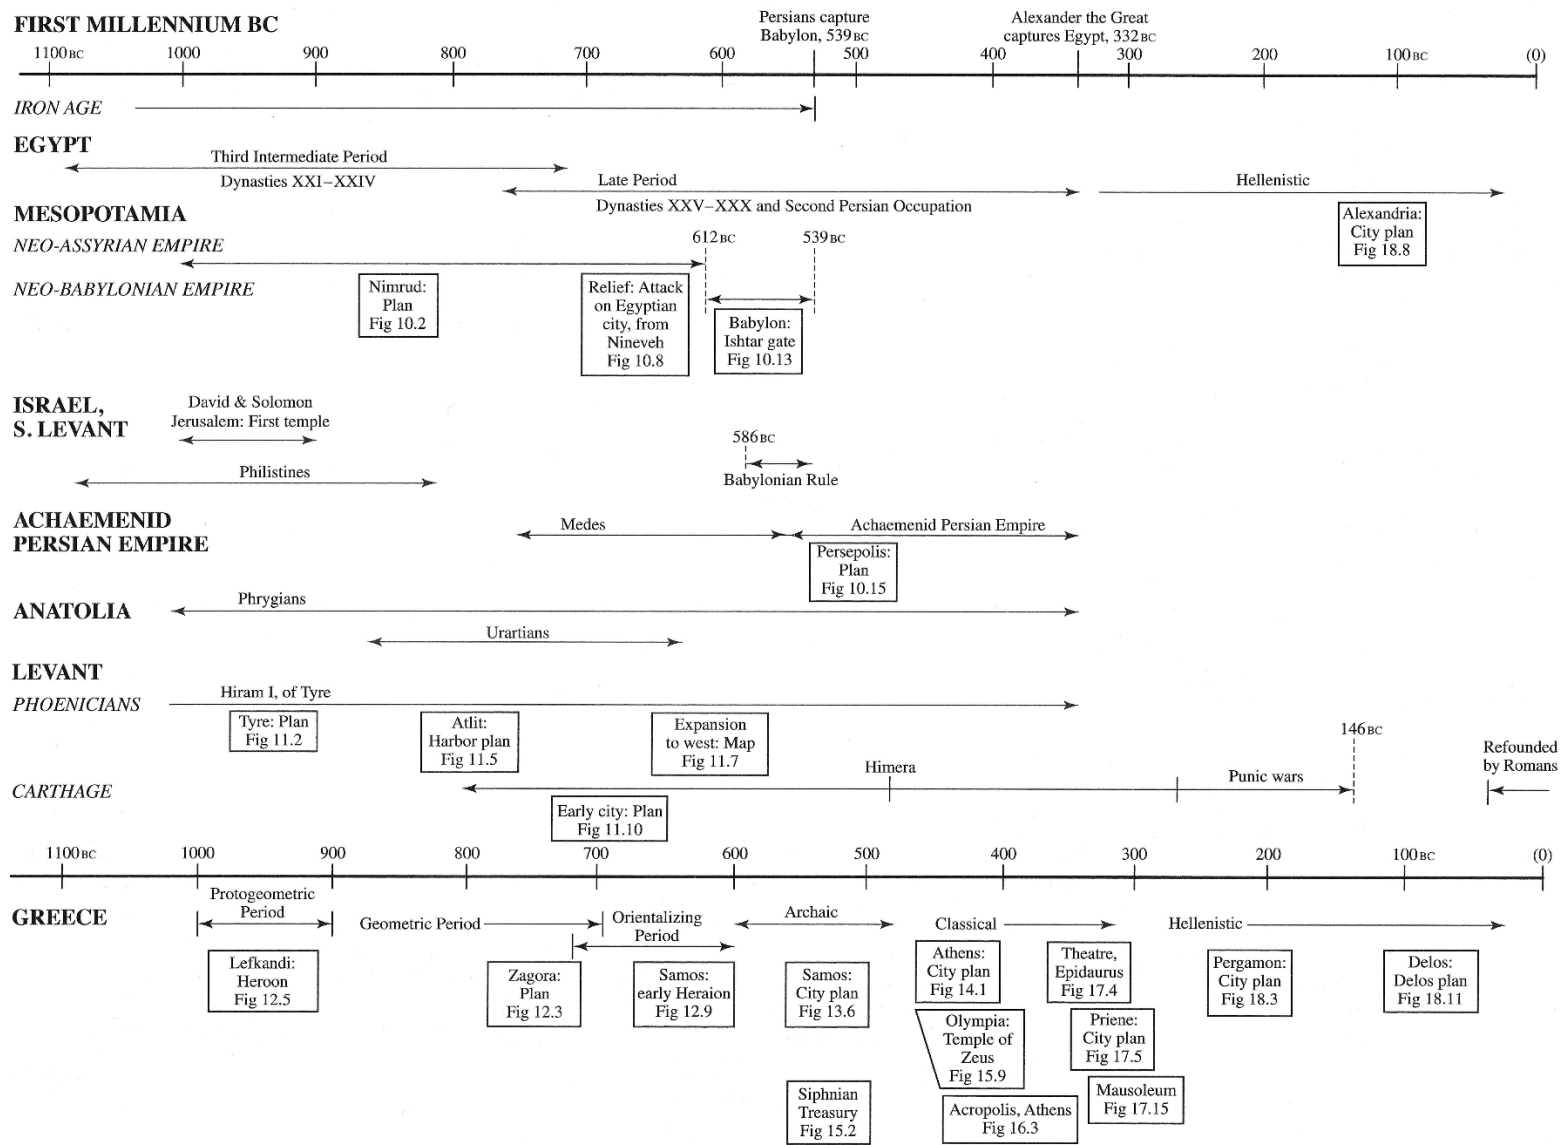 FIRST MILLENNIUM BC
Persians capture
Babylon, 539 BC
Alexander the Great
captures Egypt, 332 BC
1100 BC 1000 900 800 700 600 500 400 300 200 100 BC (0)
IRON AGE
EGYPT
Third Intermediate Period
Dynasties XXI–XXIV
Late Period
Dynasties XXV–XXX and Second Persian Occupation
Hellenistic
Alexandria:
City plan
Fig 18.8
MESOPOTAMIA
NEO-ASSYRIAN EMPIRE
612 BC
539 BC
NEO-BABYLONIAN EMPIRE
Nimrud:
Plan
Fig 10.2
Relief: Attack
on Egyptian
city, from
Nineveh
Fig 10.8
Babylon:
Ishtar gate
Fig 10.13
ISRAEL,
S. LEVANT
David & Solomon
Jerusalem: First temple
Philistines
586 BC
Babylonian Rule
ACHAEMENID
PERSIAN EMPIRE
Medes
Achaemenid Persian Empire
Persepolis:
Plan
Fig 10.15
ANATOLIA
Phrygians
Urartians
LEVANT
PHOENICIANS
Hiram I, of Tyre
Tyre: Plan
Fig 11.2
Atlit:
Harbor plan
Fig 11.5
Expansion
to west: Map
Fig 11.7
CARTHAGE
Early city: Plan
Fig 11.10
Himera
Punic wars
146 BC
Refounded
by Romans
1100 BC 1000 900 800 700 600 500 400 300 200 100 BC (0)
GREECE
Protogeometric
Period
Geometric Period
Orientalizing
Period
Archaic
Classical
Hellenistic
Lefkandi:
Heroon
Fig 12.5
Zagora:
Plan
Fig 12.3
Samos:
early Heraion
Fig 12.9
Samos:
City plan
Fig 13.6
Athens:
City plan
Fig 14.1
Theatre,
Epidaurus
Fig 17.4
Pergamon:
City plan
Fig 18.3
Delos:
Delos plan
Fig 18.11
Olympia:
Temple of
Zeus
Fig 15.9
Priene:
City plan
Fig 17.5
Siphnian
Treasury
Fig 15.2
Acropolis, Athens
Fig 16.3
Mausoleum
Fig 17.15